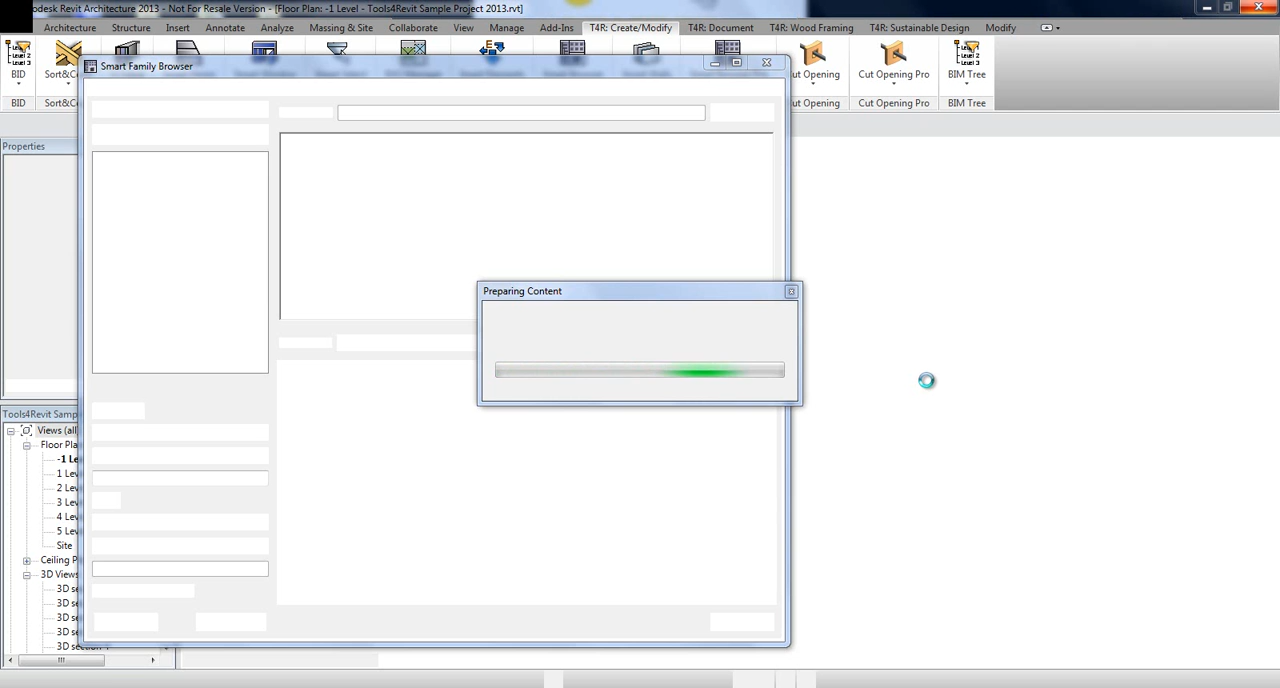 odesk Revit Architecture 2013 - Not For Resale Version - [Floor Plan: -1 Level - Tools4Revit Sample Project 2013.rvt]
Architecture Structure Insert Annotate Analyze Massing & Site Collaborate View Manage Add-Ins T4R: Create/Modify T4R: Document T4R: Wood Framing T4R: Sustainable Design Modify
BID Sort&Co Cut Opening Cut Opening Pro BIM Tree
BID Sort&Co Cut Opening Cut Opening Pro BIM Tree
Smart Family Browser
Properties
Preparing Content
Tools4Revit Samp
Views (all
Floor Pla
-1 Le
1 Lev
2 Lev
3 Lev
4 Lev
5 Lev
Site
Ceiling P
3D Views
3D se
3D se
3D se
3D se
3D section 4